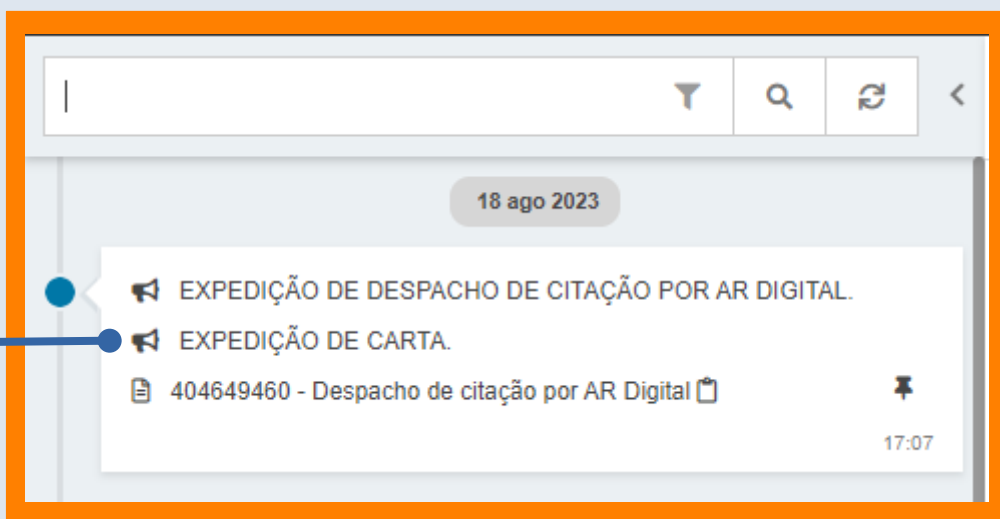 18 ago 2023
EXPEDIÇÃO DE DESPACHO DE CITAÇÃO POR AR DIGITAL.
EXPEDIÇÃO DE CARTA.
404649460 - Despacho de citação por AR Digital
17:07